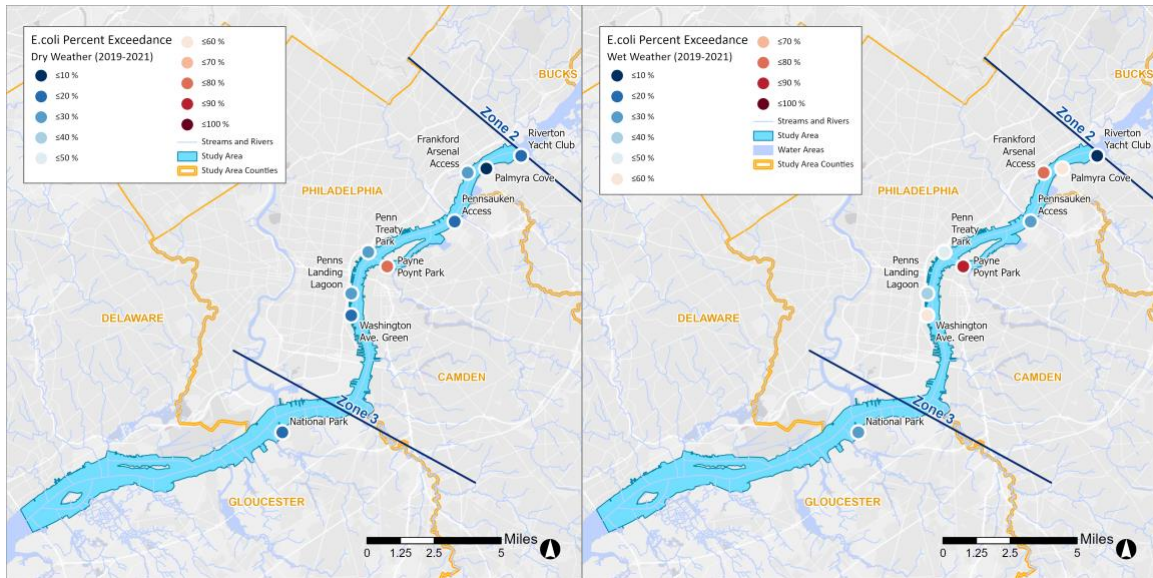 E.coli Percent Exceedance
Dry Weather (2019-2021)
≤10 %
≤20 %
≤30 %
≤40 %
≤50 %
≤60 %
≤70 %
≤80 %
≤90 %
≤100 %
Streams and Rivers
Study Area
Study Area Counties
BUCKS
Zone 2
Riverton
Yacht Club
Frankford
Arsenal
Access
Palmyra Cove
PHILADELPHIA
Pennsauken
Access
Penn
Treaty
Park
Penns
Landing
Lagoon
Payne
Poynt Park
DELAWARE
Washington
Ave. Green
CAMDEN
Zone 3
National Park
GLOUCESTER
0 1.25 2.5 5 Miles
E.coli Percent Exceedance
Wet Weather (2019-2021)
≤10 %
≤20 %
≤30 %
≤40 %
≤50 %
≤60 %
≤70 %
≤80 %
≤90 %
≤100 %
Streams and Rivers
Study Area
Water Areas
Study Area Counties
BUCKS
Zone 2
Riverton
Yacht Club
Frankford
Arsenal
Access
Palmyra Cove
PHILADELPHIA
Pennsauken
Access
Penn
Treaty
Park
Penns
Landing
Lagoon
Payne
Poynt Park
DELAWARE
Washington
Ave. Green
CAMDEN
Zone 3
National Park
GLOUCESTER
0 1.25 2.5 5 Miles